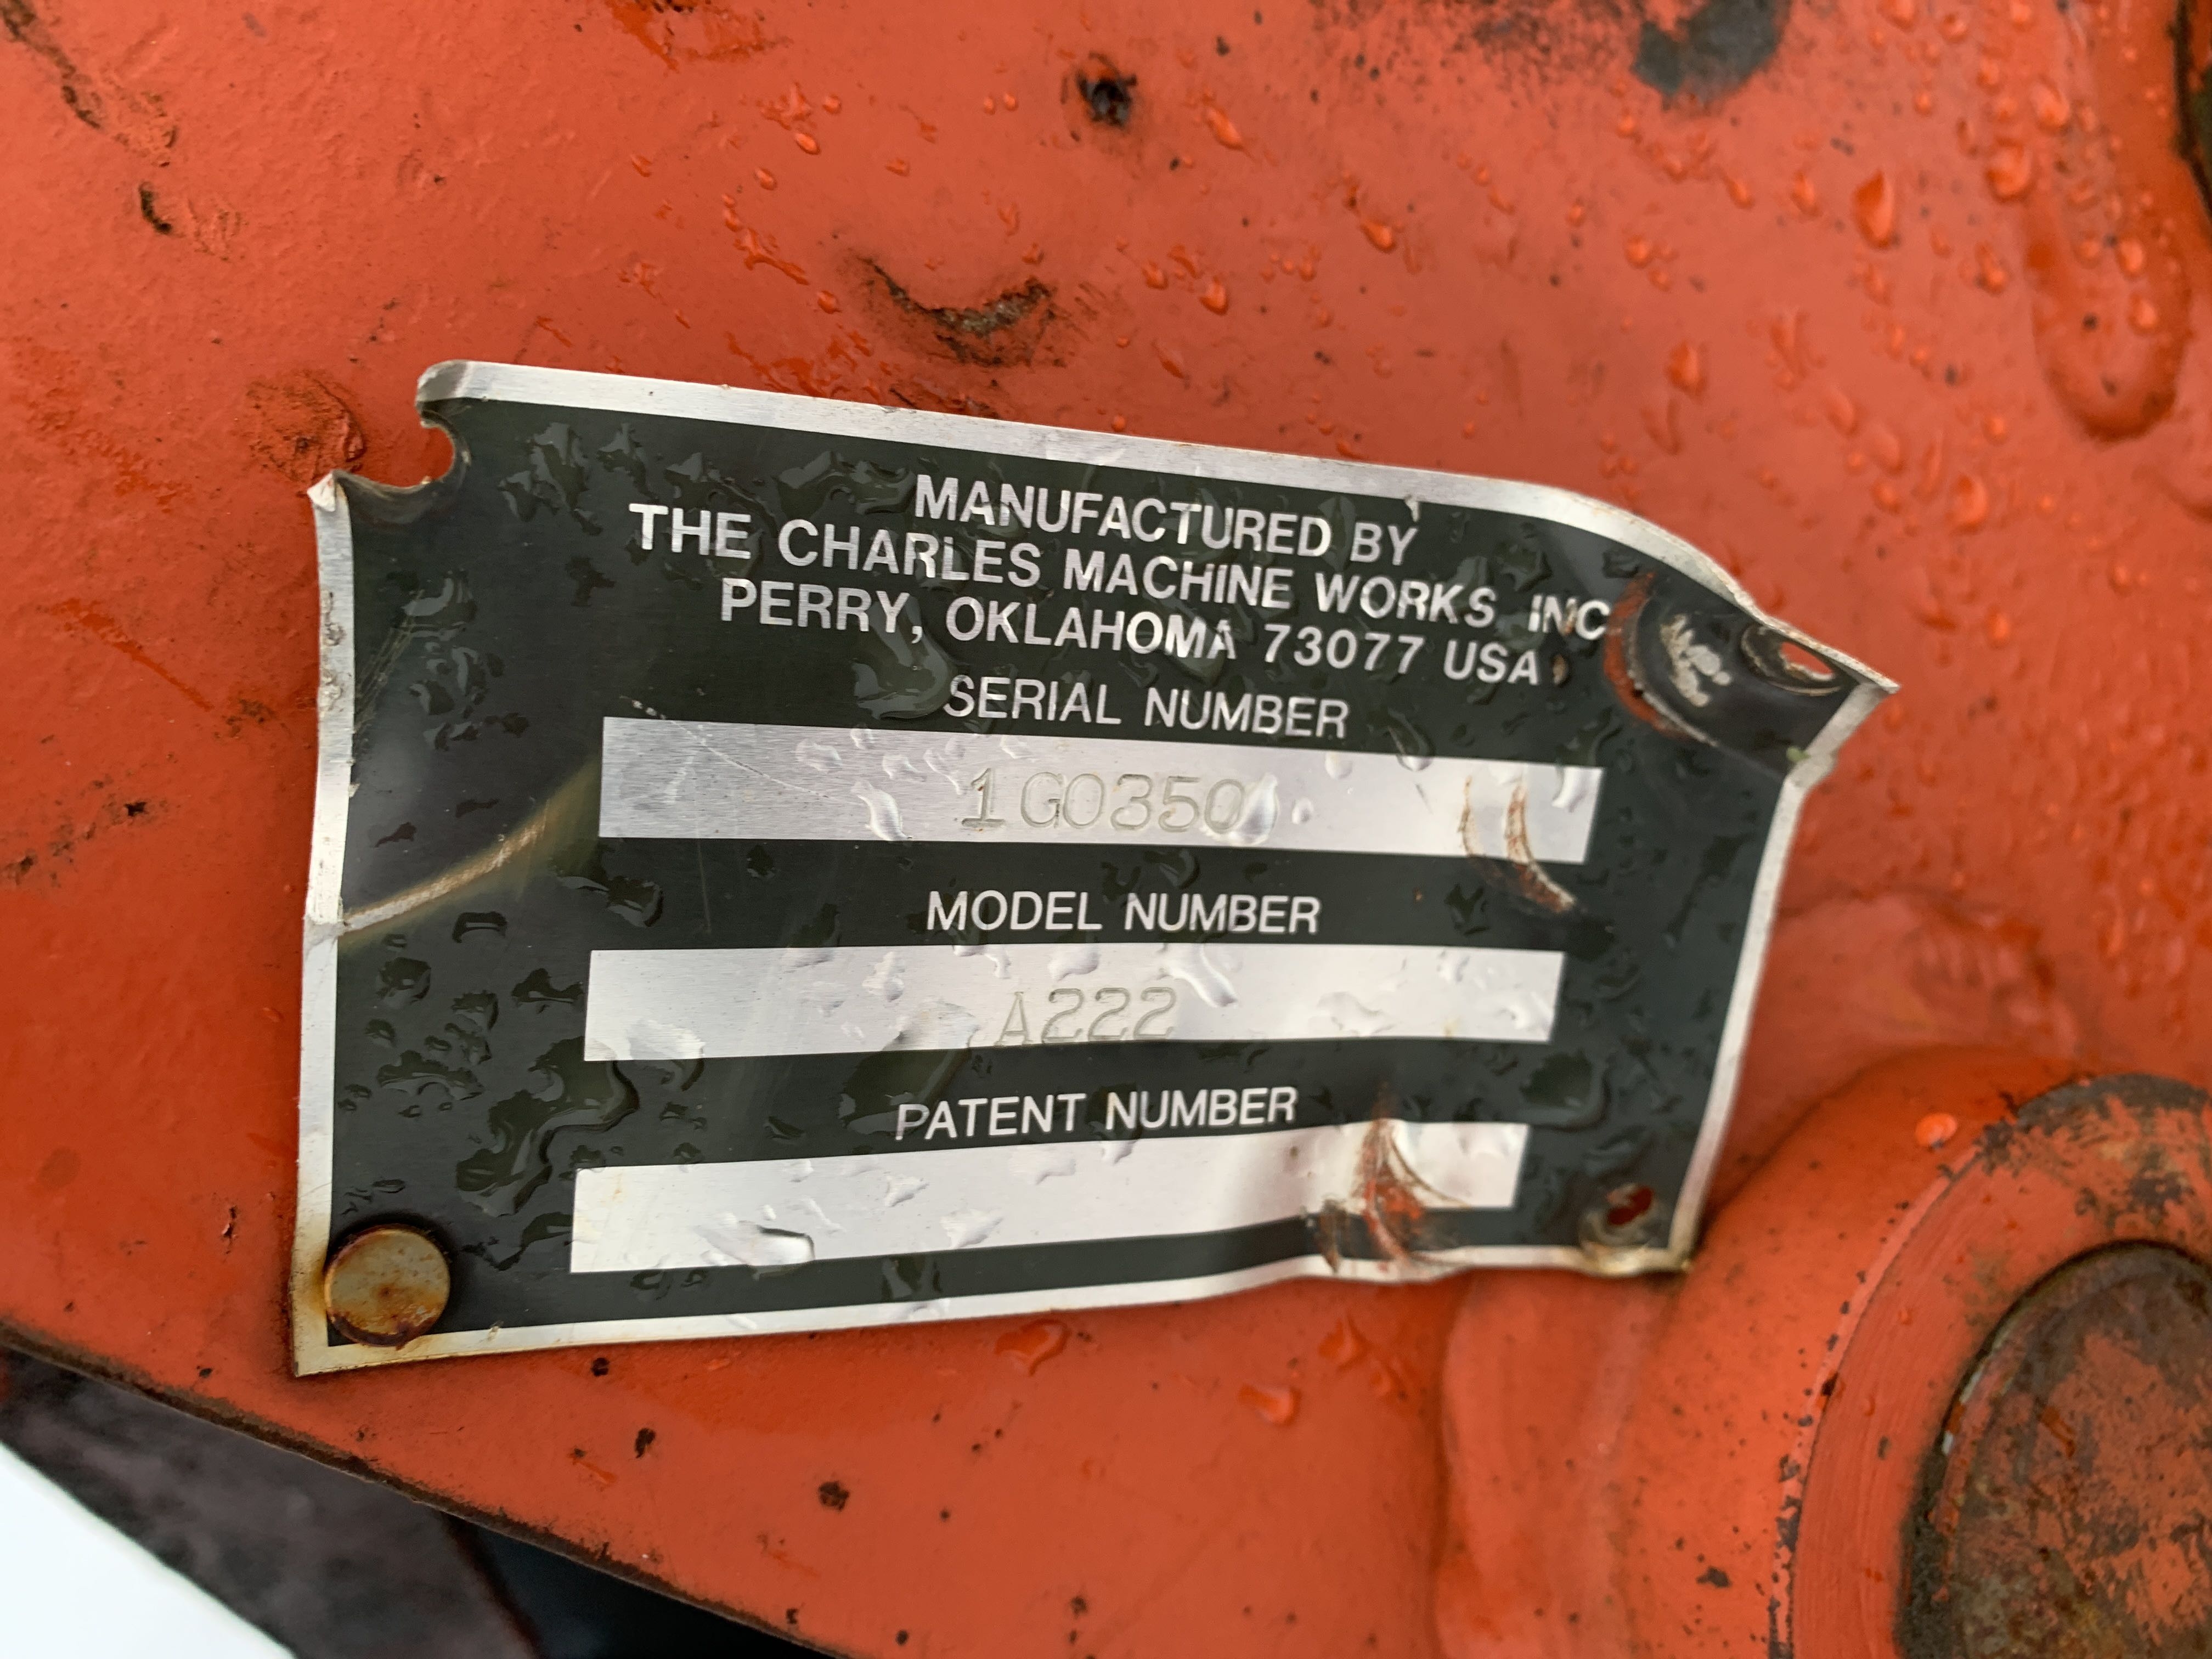 MANUFACTURED BY
THE CHARLES MACHINE WORKS, INC
PERRY, OKLAHOMA 73077 USA
SERIAL NUMBER
1G0350
MODEL NUMBER
A222
PATENT NUMBER